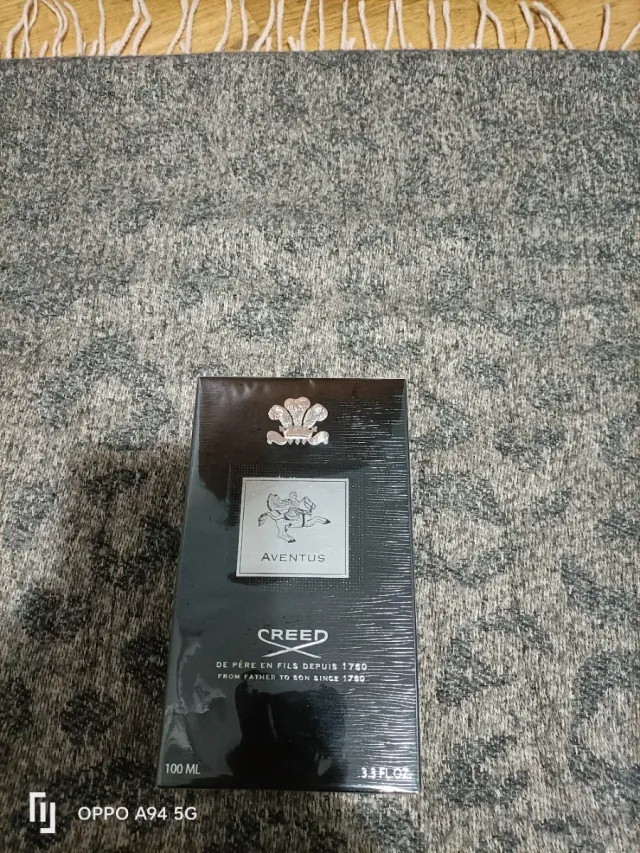 AVENTUS
CREED
DE PÈRE EN FILS DEPUIS 1760
FROM FATHER TO SON SINCE 1760
100 ML
3.3 FL.OZ.
OPPO A94 5G